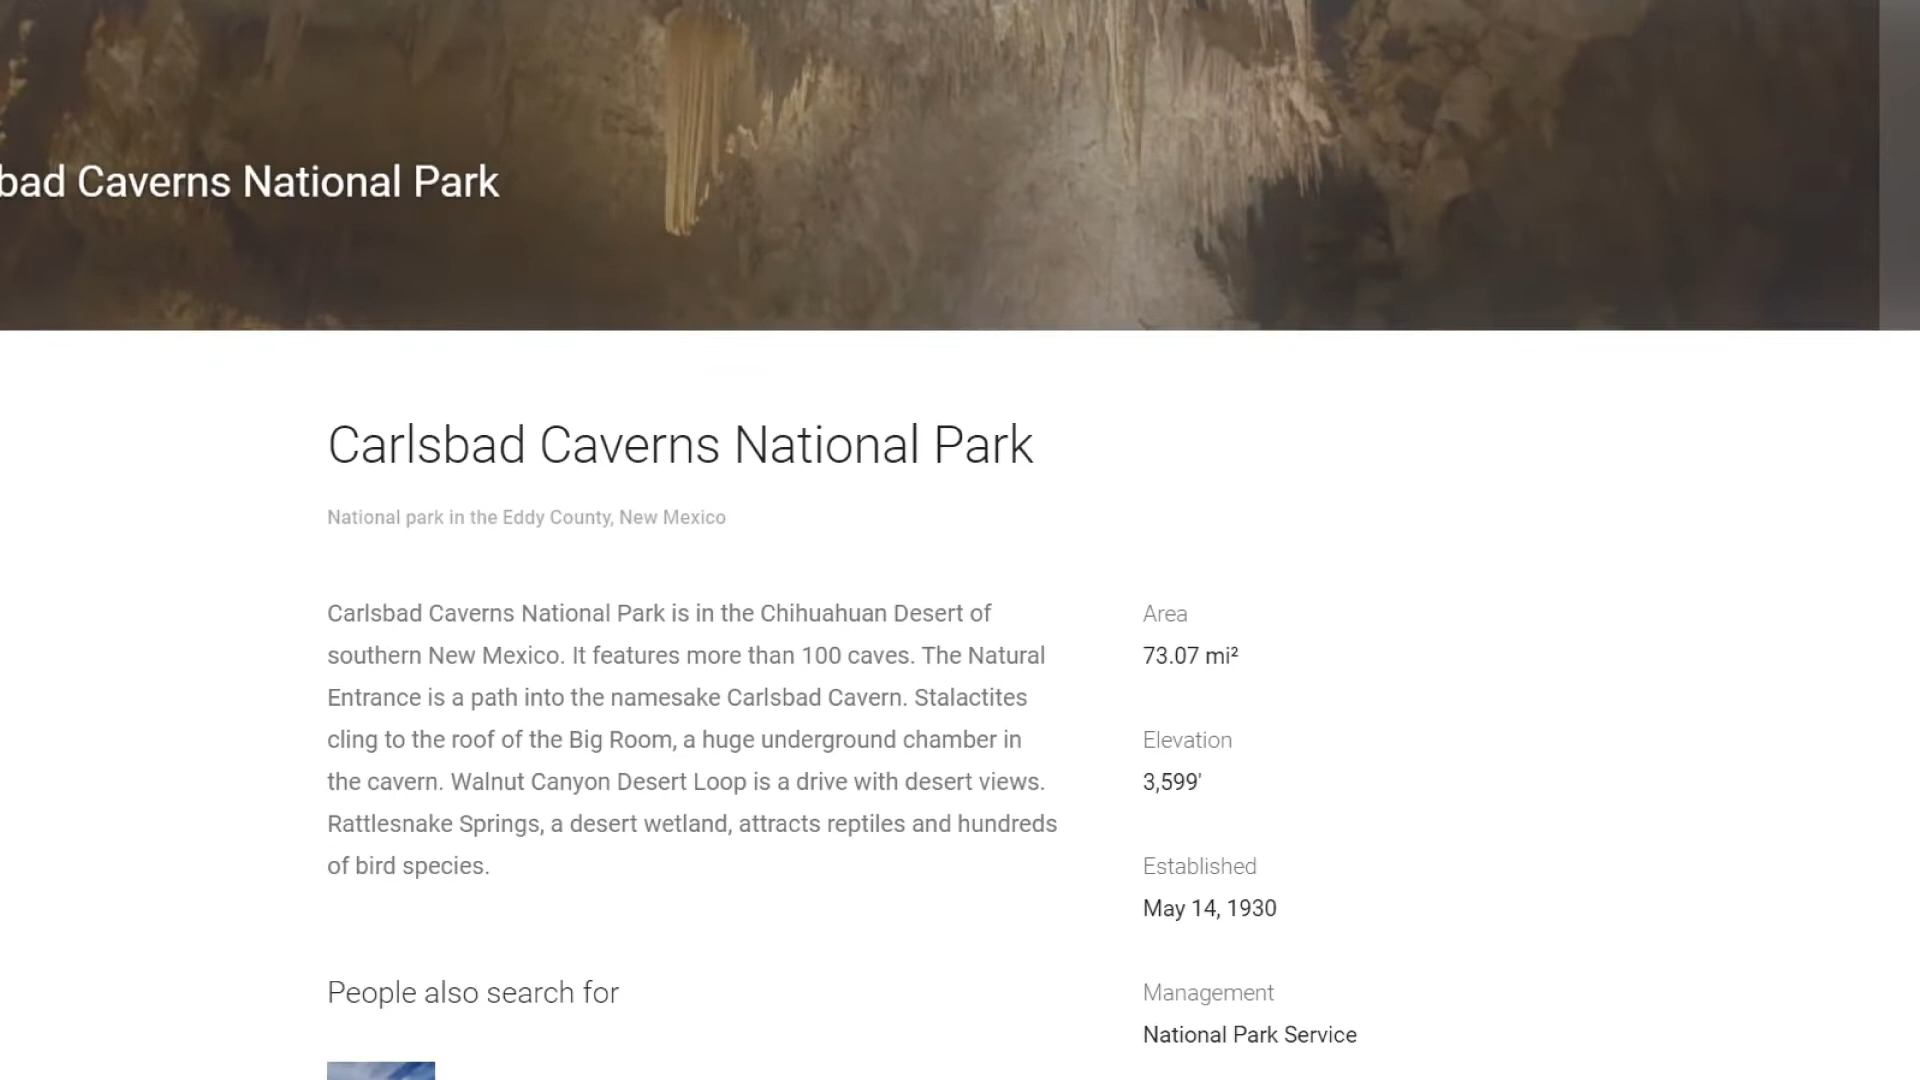 bad Caverns National Park
Carlsbad Caverns National Park
National park in the Eddy County, New Mexico
Carlsbad Caverns National Park is in the Chihuahuan Desert of
southern New Mexico. It features more than 100 caves. The Natural
Entrance is a path into the namesake Carlsbad Cavern. Stalactites
cling to the roof of the Big Room, a huge underground chamber in
the cavern. Walnut Canyon Desert Loop is a drive with desert views.
Rattlesnake Springs, a desert wetland, attracts reptiles and hundreds
of bird species.
Area
73.07 mi²
Elevation
3,599'
Established
May 14, 1930
Management
National Park Service
People also search for